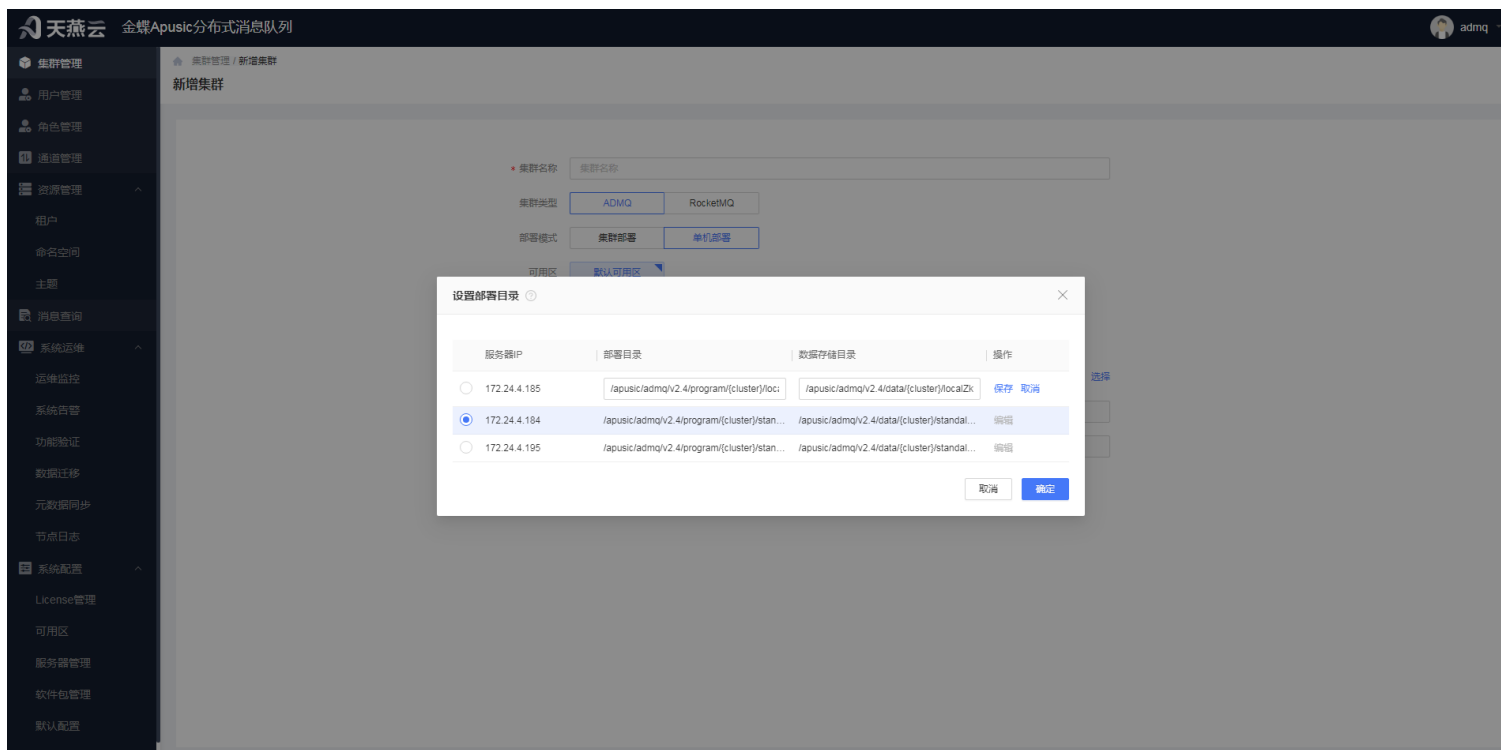 天燕云 金蝶Apusic分布式消息队列 admq
集群管理
用户管理
角色管理
通道管理
资源管理
租户
命名空间
主题
消息查询
系统运维
运维监控
系统告警
功能验证
数据迁移
元数据同步
节点日志
系统配置
License管理
可用区
服务器管理
软件包管理
默认配置
集群管理 / 新增集群
新增集群
* 集群名称 集群名称
集群类型 ADMQ RocketMQ
部署模式 集群部署 单机部署
可用区 默认可用区
选择
设置部署目录
服务器IP 部署目录 数据存储目录 操作
172.24.4.185 /apusic/admq/v2.4/program/{cluster}/loc /apusic/admq/v2.4/data/{cluster}/localZk 保存 取消
172.24.4.184 /apusic/admq/v2.4/program/{cluster}/stan... /apusic/admq/v2.4/data/{cluster}/standal... 编辑
172.24.4.195 /apusic/admq/v2.4/program/{cluster}/stan... /apusic/admq/v2.4/data/{cluster}/standal... 编辑
取消 确定